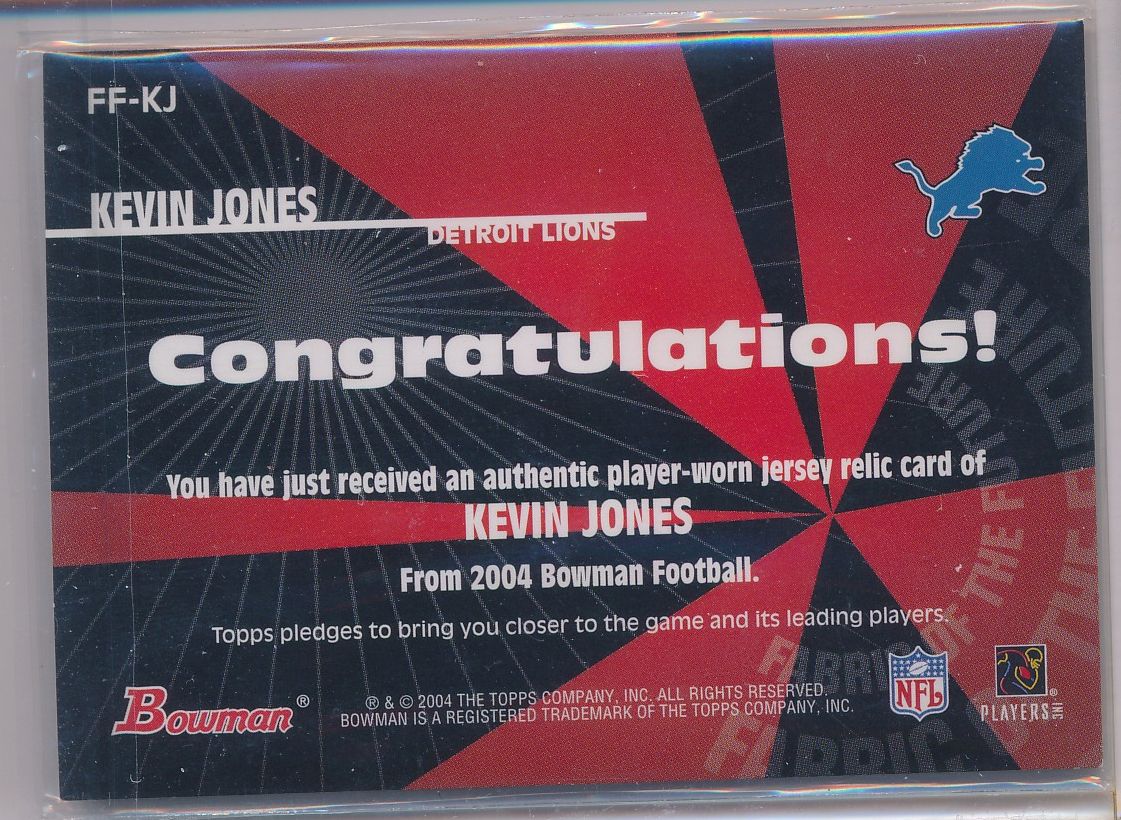 FF-KJ
KEVIN JONES
DETROIT LIONS
Congratulations!
You have just received an authentic player-worn jersey relic card of
KEVIN JONES
From 2004 Bowman Football.
Topps pledges to bring you closer to the game and its leading players.
Bowman®
® & © 2004 THE TOPPS COMPANY, INC. ALL RIGHTS RESERVED.
BOWMAN IS A REGISTERED TRADEMARK OF THE TOPPS COMPANY, INC.
NFL
PLAYERS INC®
FABRIC OF THE FUTURE